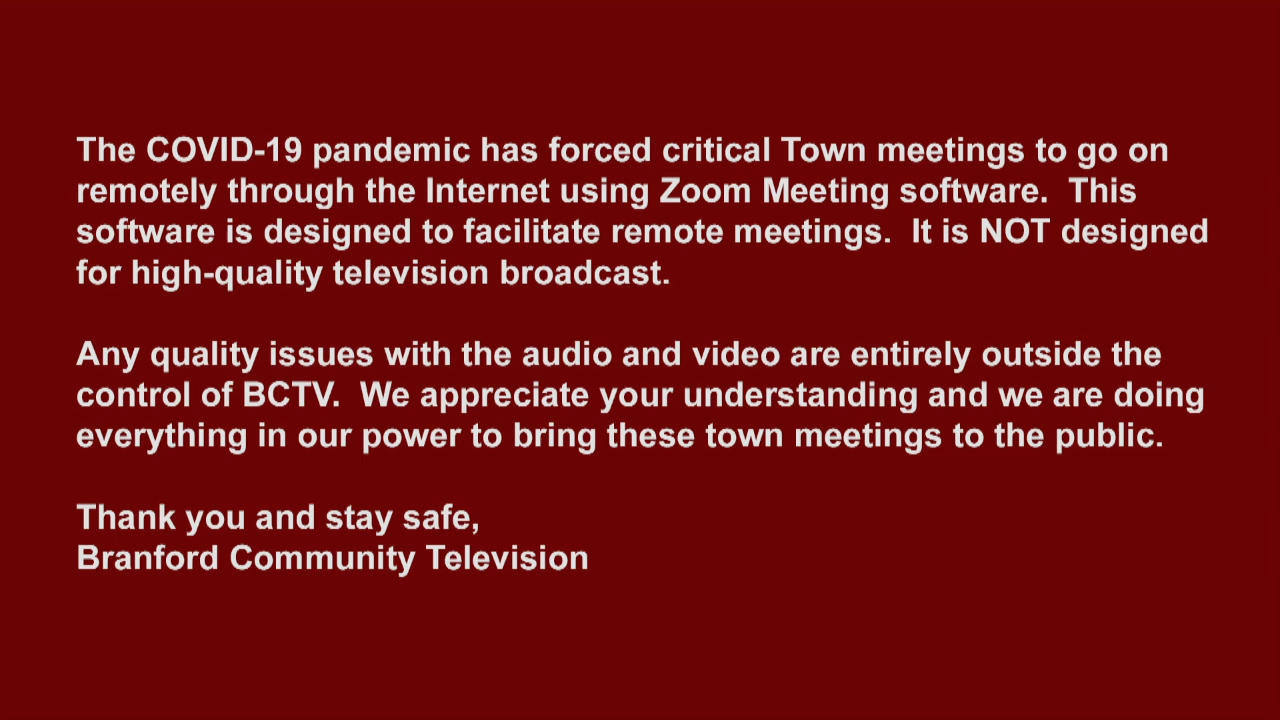 The COVID-19 pandemic has forced critical Town meetings to go on
remotely through the Internet using Zoom Meeting software.  This
software is designed to facilitate remote meetings.  It is NOT designed
for high-quality television broadcast.
Any quality issues with the audio and video are entirely outside the
control of BCTV.  We appreciate your understanding and we are doing
everything in our power to bring these town meetings to the public.
Thank you and stay safe,
Branford Community Television